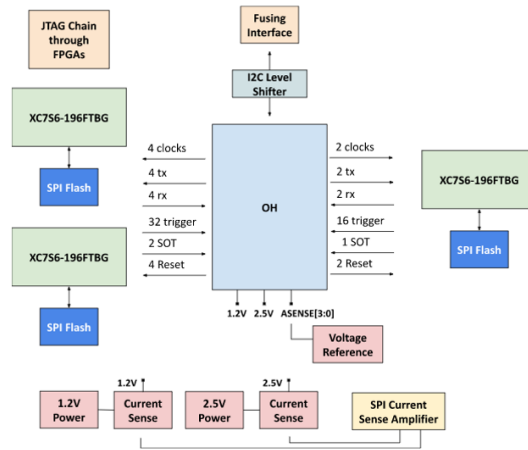 JTAG Chain
through
FPGAs
Fusing
Interface
I2C Level
Shifter
XC7S6-196FTBG
SPI Flash
4 clocks
4 tx
4 rx
32 trigger
2 SOT
4 Reset
OH
2 clocks
2 tx
2 rx
16 trigger
1 SOT
2 Reset
XC7S6-196FTBG
SPI Flash
XC7S6-196FTBG
SPI Flash
1.2V
2.5V
ASENSE[3:0]
Voltage
Reference
1.2V
2.5V
1.2V
Power
Current
Sense
2.5V
Power
Current
Sense
SPI Current
Sense Amplifier